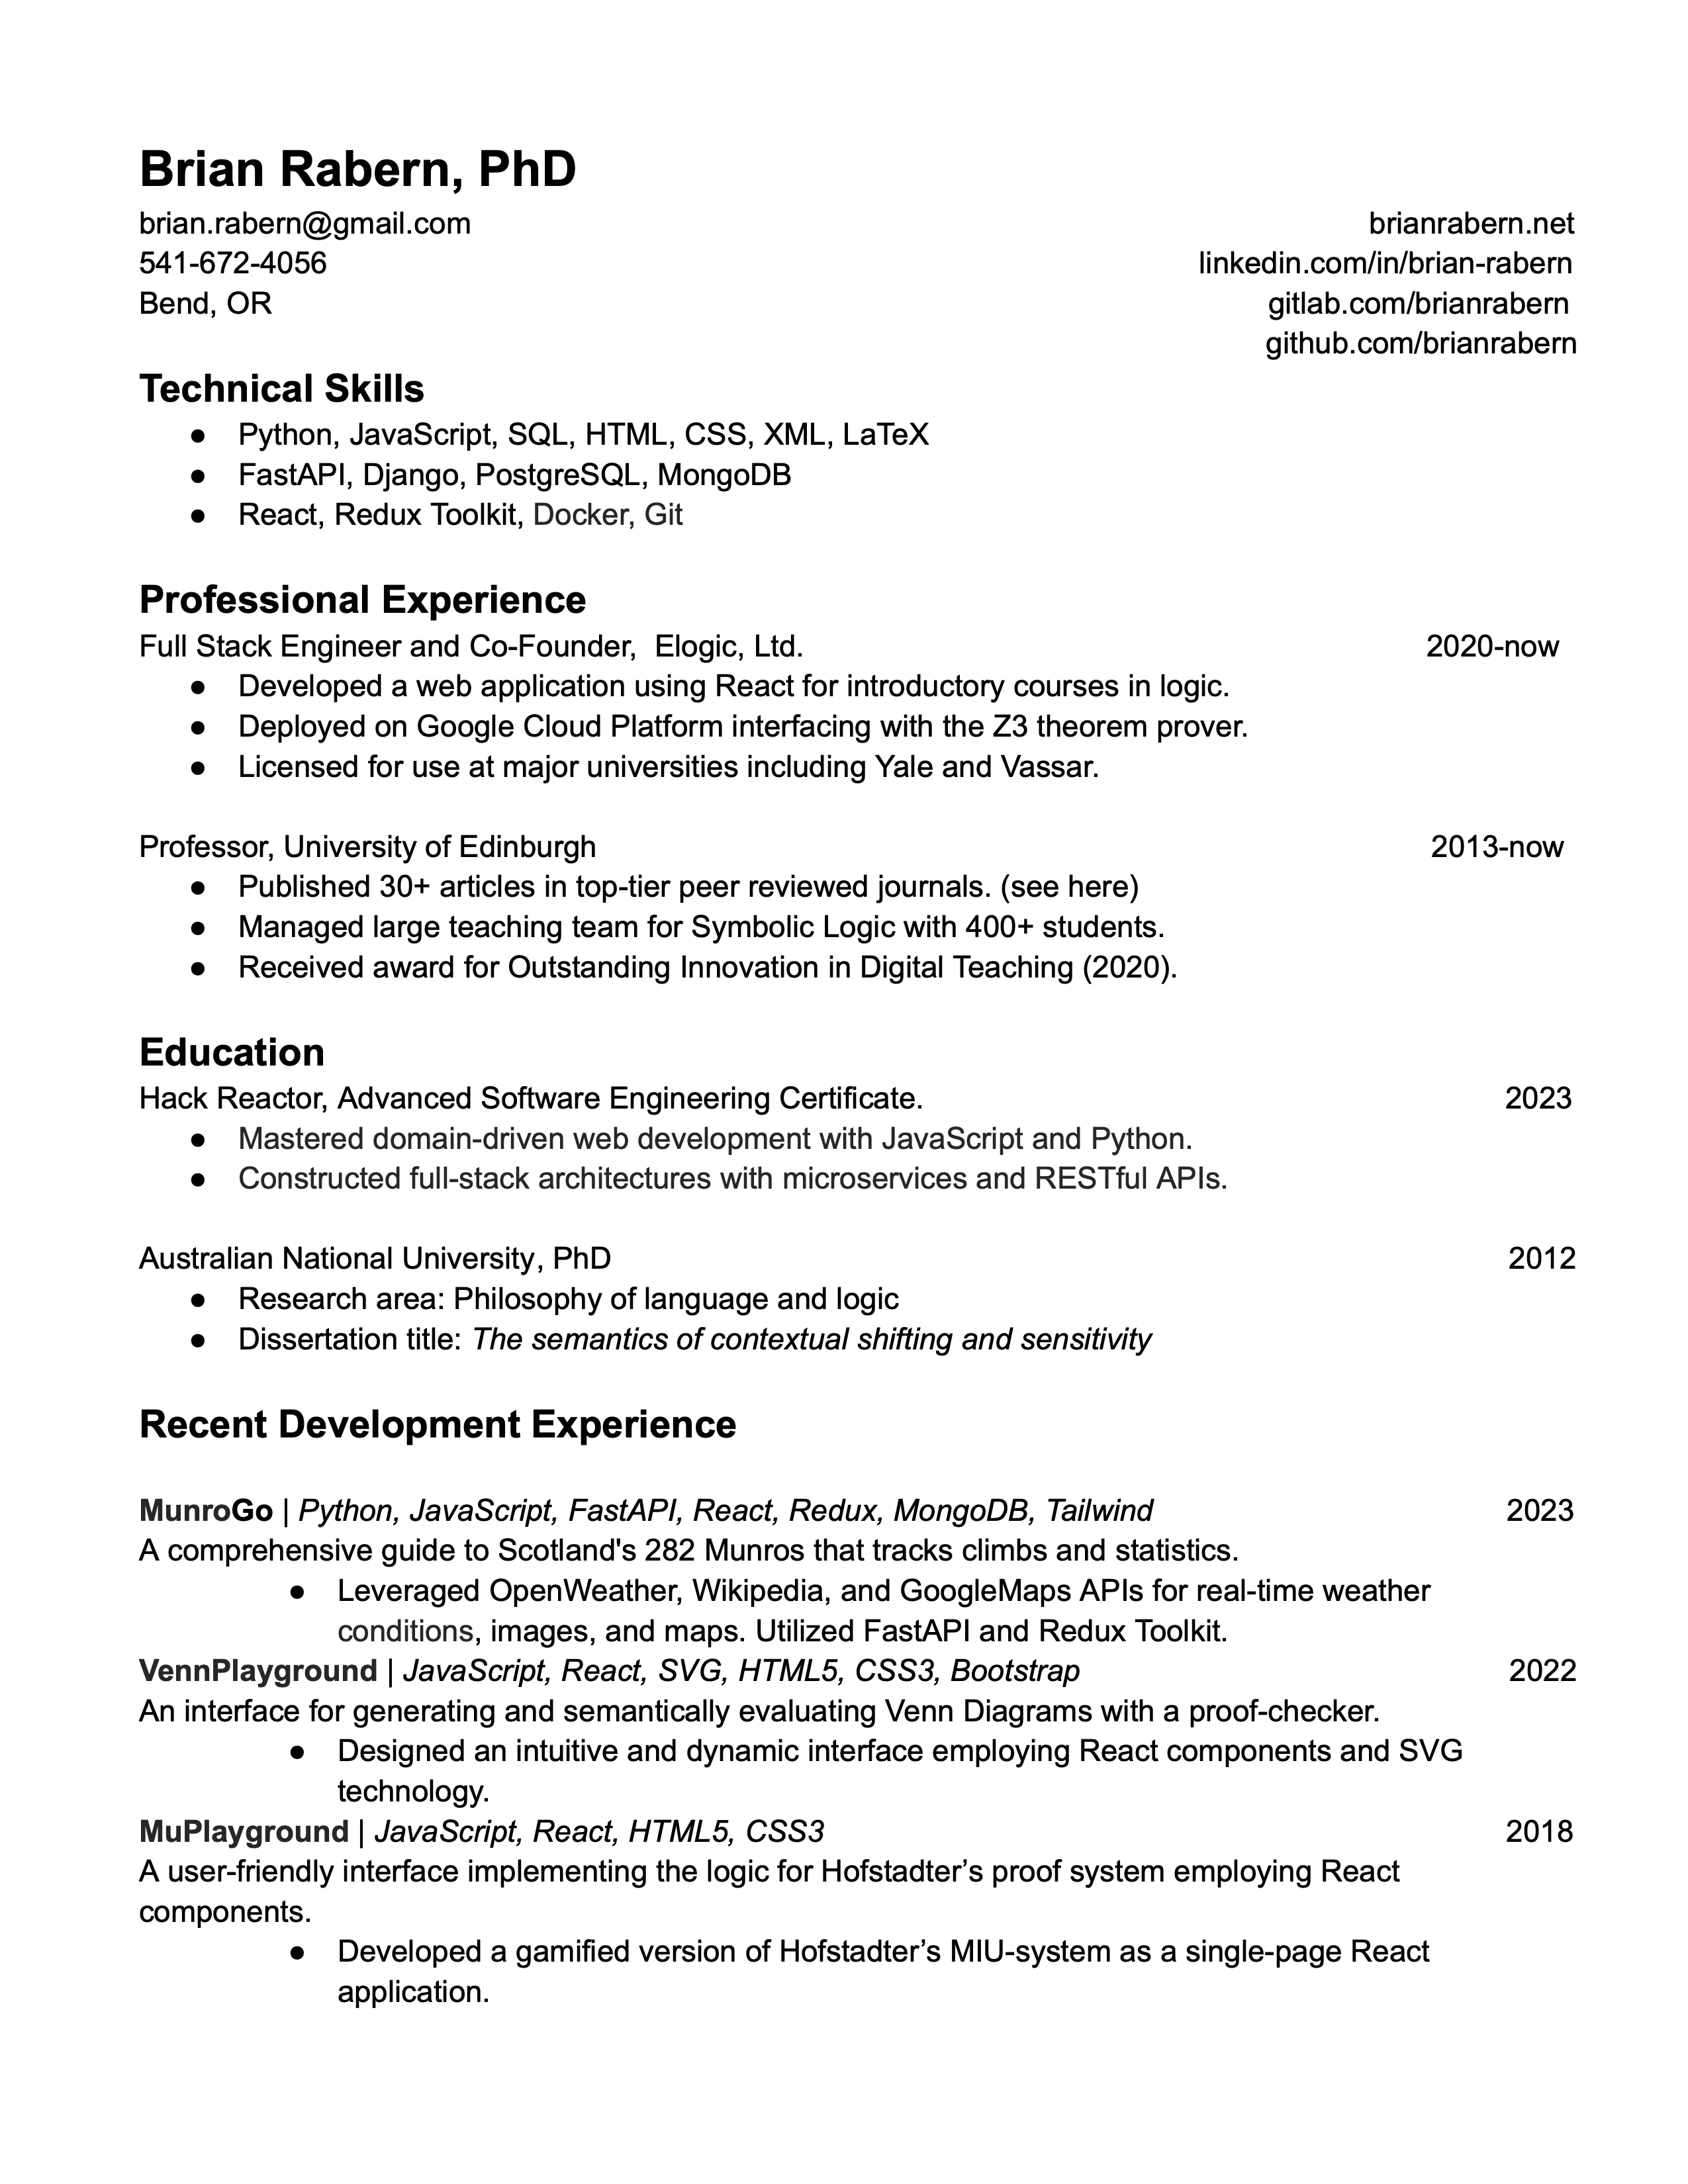 Brian Rabern, PhD
brian.rabern@gmail.com brianrabern.net
541-672-4056 linkedin.com/in/brian-rabern
Bend, OR gitlab.com/brianrabern
github.com/brianrabern
Technical Skills
● Python, JavaScript, SQL, HTML, CSS, XML, LaTeX
● FastAPI, Django, PostgreSQL, MongoDB
● React, Redux Toolkit, Docker, Git
Professional Experience
Full Stack Engineer and Co-Founder, Elogic, Ltd. 2020-now
● Developed a web application using React for introductory courses in logic.
● Deployed on Google Cloud Platform interfacing with the Z3 theorem prover.
● Licensed for use at major universities including Yale and Vassar.
Professor, University of Edinburgh 2013-now
● Published 30+ articles in top-tier peer reviewed journals. (see here)
● Managed large teaching team for Symbolic Logic with 400+ students.
● Received award for Outstanding Innovation in Digital Teaching (2020).
Education
Hack Reactor, Advanced Software Engineering Certificate. 2023
● Mastered domain-driven web development with JavaScript and Python.
● Constructed full-stack architectures with microservices and RESTful APIs.
Australian National University, PhD 2012
● Research area: Philosophy of language and logic
● Dissertation title: The semantics of contextual shifting and sensitivity
Recent Development Experience
MunroGo | Python, JavaScript, FastAPI, React, Redux, MongoDB, Tailwind 2023
A comprehensive guide to Scotland's 282 Munros that tracks climbs and statistics.
● Leveraged OpenWeather, Wikipedia, and GoogleMaps APIs for real-time weather
conditions, images, and maps. Utilized FastAPI and Redux Toolkit.
VennPlayground | JavaScript, React, SVG, HTML5, CSS3, Bootstrap 2022
An interface for generating and semantically evaluating Venn Diagrams with a proof-checker.
● Designed an intuitive and dynamic interface employing React components and SVG
technology.
MuPlayground | JavaScript, React, HTML5, CSS3 2018
A user-friendly interface implementing the logic for Hofstadter’s proof system employing React
components.
● Developed a gamified version of Hofstadter’s MIU-system as a single-page React
application.